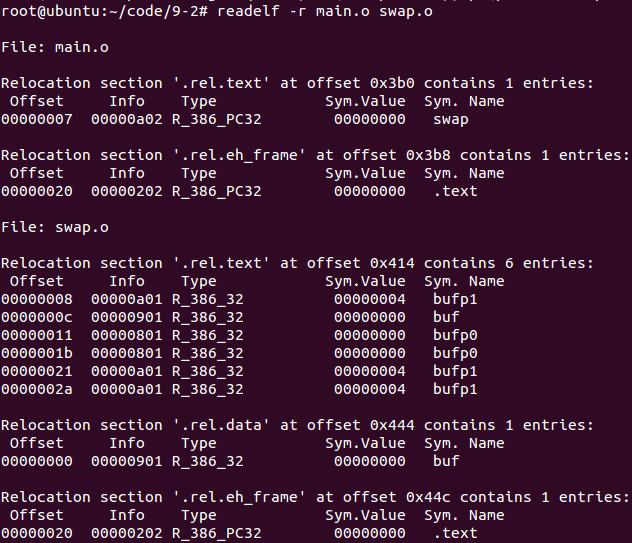 root@ubuntu:~/code/9-2# readelf -r main.o swap.o
File: main.o
Relocation section '.rel.text' at offset 0x3b0 contains 1 entries:
Offset Info Type Sym.Value Sym. Name
00000007 00000a02 R_386_PC32 00000000 swap
Relocation section '.rel.eh_frame' at offset 0x3b8 contains 1 entries:
Offset Info Type Sym.Value Sym. Name
00000020 00000202 R_386_PC32 00000000 .text
File: swap.o
Relocation section '.rel.text' at offset 0x414 contains 6 entries:
Offset Info Type Sym.Value Sym. Name
00000008 00000a01 R_386_32 00000004 bufp1
0000000c 00000901 R_386_32 00000000 buf
00000011 00000801 R_386_32 00000000 bufp0
0000001b 00000801 R_386_32 00000000 bufp0
00000021 00000a01 R_386_32 00000004 bufp1
0000002a 00000a01 R_386_32 00000004 bufp1
Relocation section '.rel.data' at offset 0x444 contains 1 entries:
Offset Info Type Sym.Value Sym. Name
00000000 00000901 R_386_32 00000000 buf
Relocation section '.rel.eh_frame' at offset 0x44c contains 1 entries:
Offset Info Type Sym.Value Sym. Name
00000020 00000202 R_386_PC32 00000000 .text